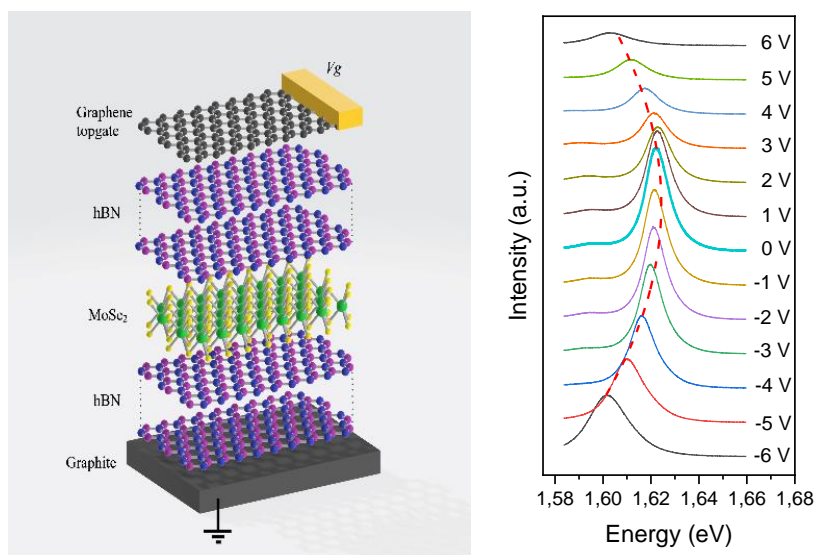 Vg
Graphene
topgate
hBN
MoSe₂
hBN
Graphite
Intensity (a.u.)
6 V
5 V
4 V
3 V
2 V
1 V
0 V
-1 V
-2 V
-3 V
-4 V
-5 V
-6 V
1,58 1,60 1,62 1,64 1,66 1,68
Energy (eV)